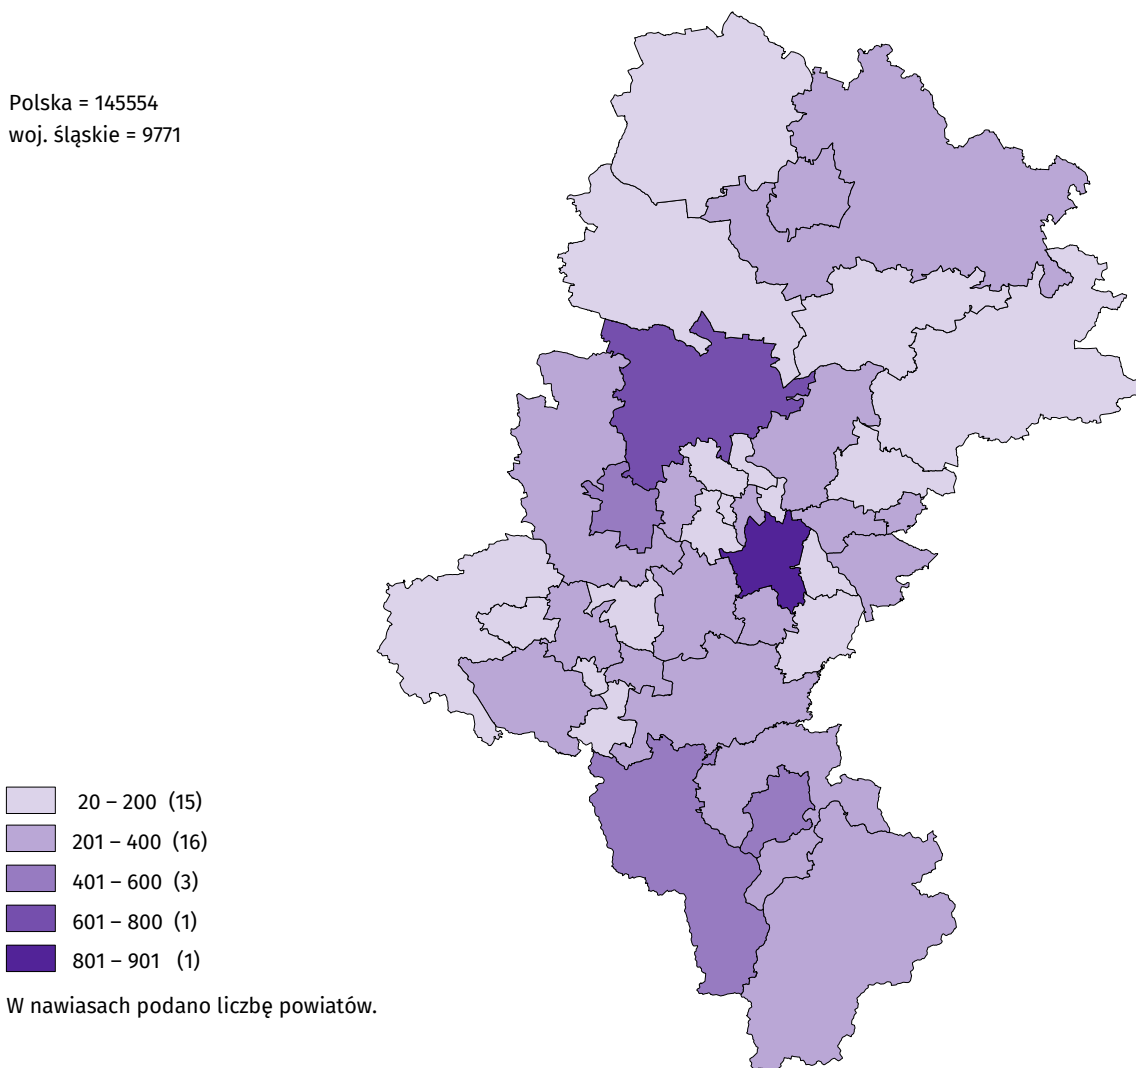 Polska = 145554
woj. śląskie = 9771
20 – 200 (15)
201 – 400 (16)
401 – 600 (3)
601 – 800 (1)
801 – 901 (1)
W nawiasach podano liczbę powiatów.